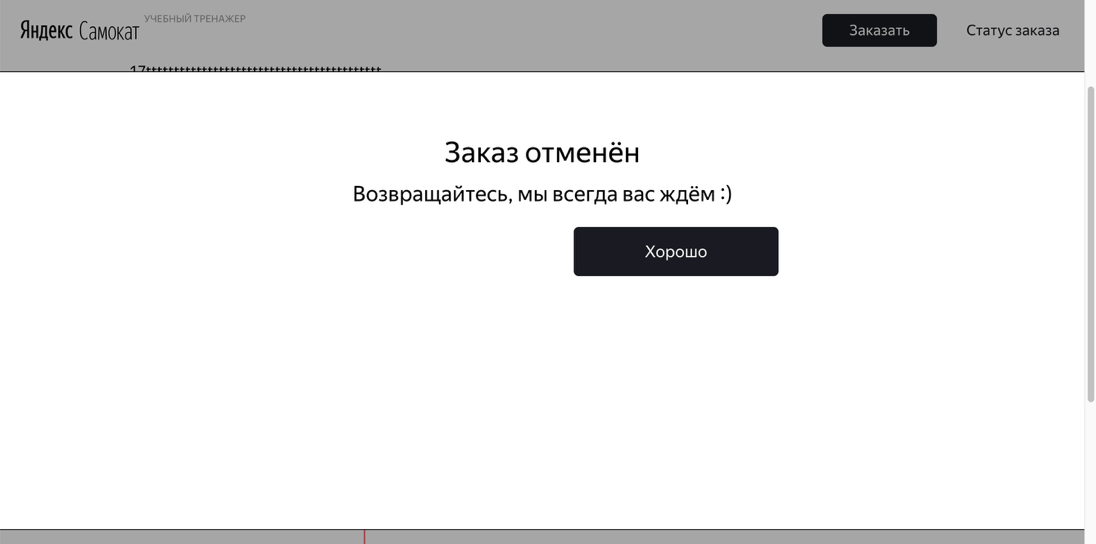 Яндекс Самокат
УЧЕБНЫЙ ТРЕНАЖЕР
Заказать
Статус заказа
Заказ отменён
Возвращайтесь, мы всегда вас ждём :)
Хорошо